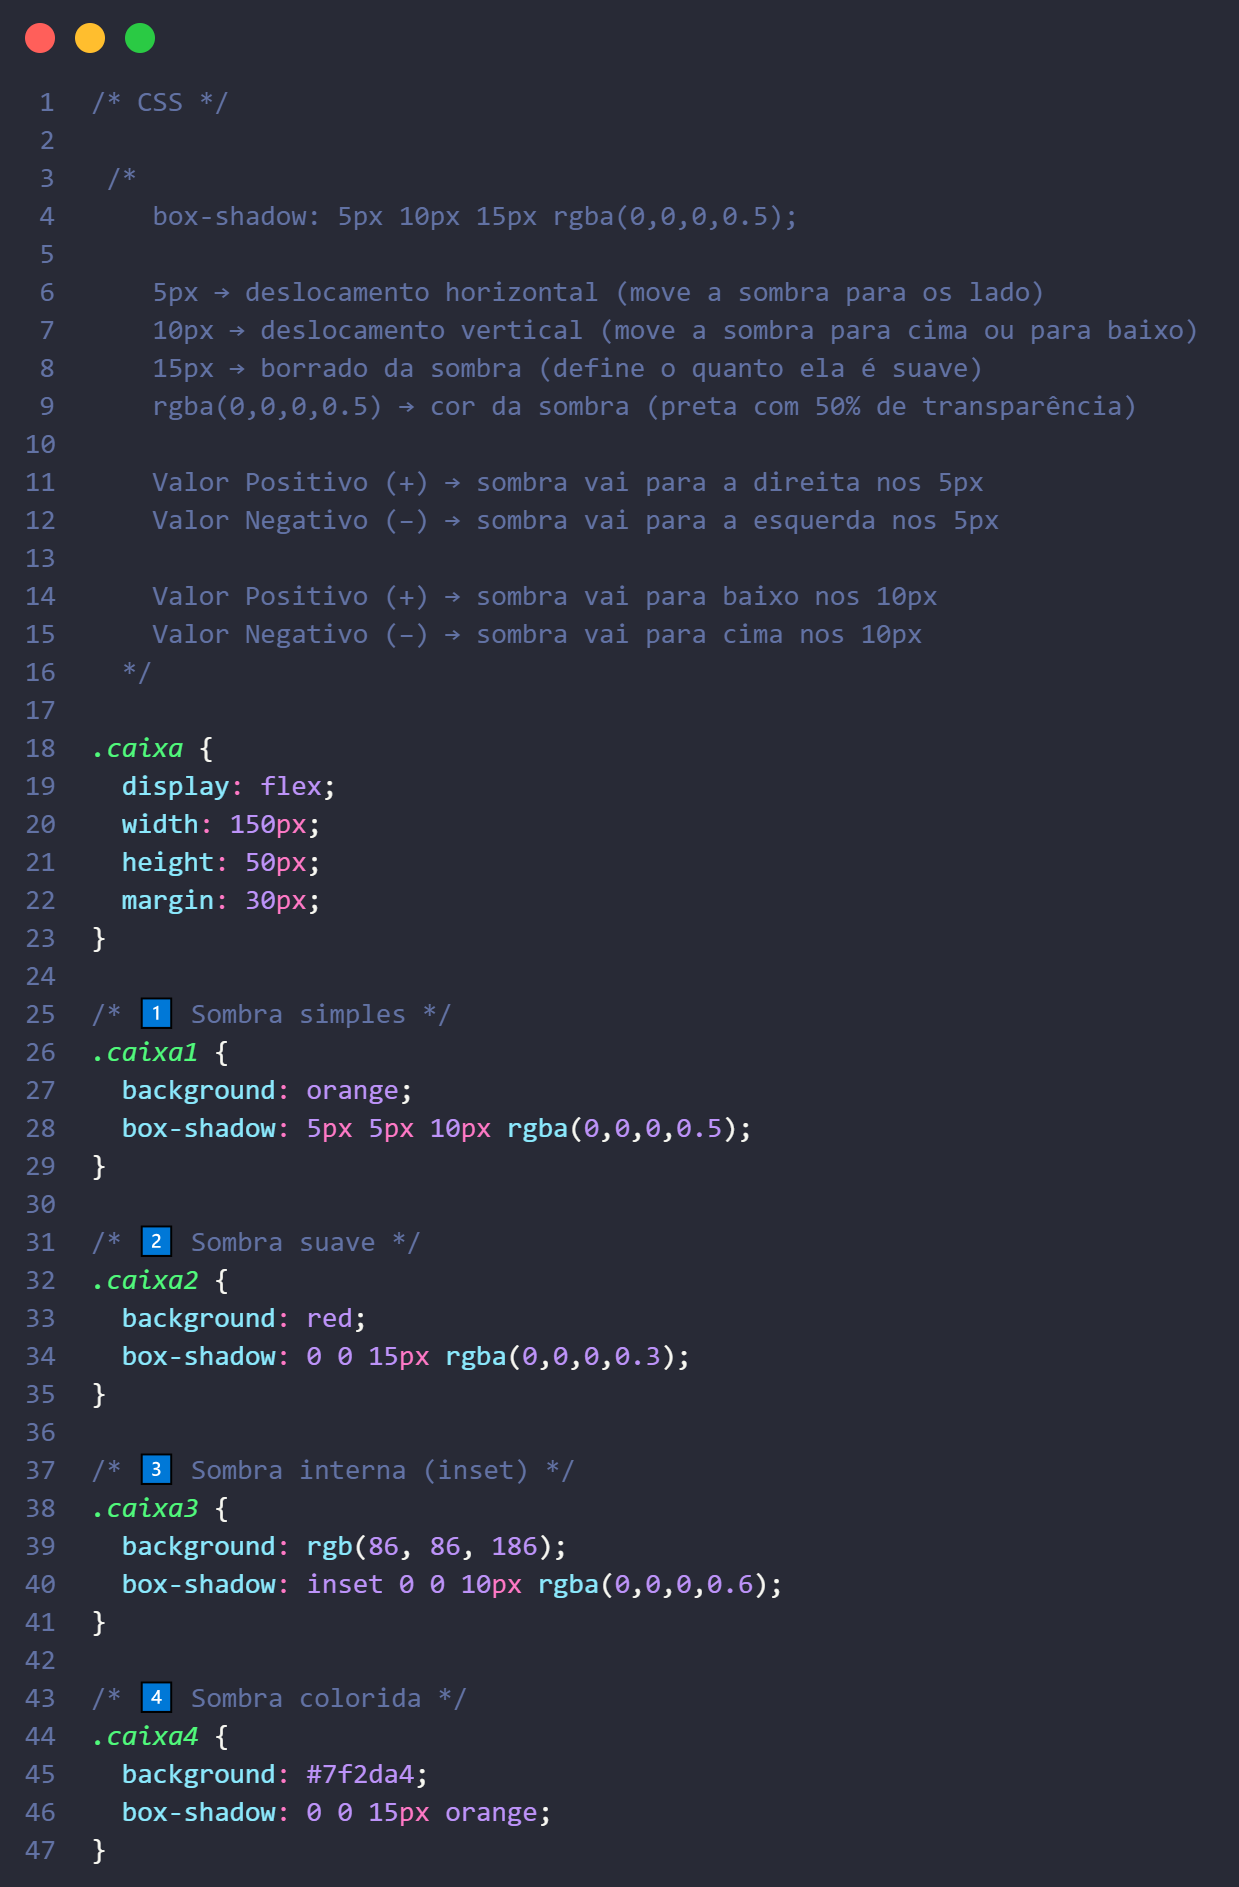 1 /* CSS */
2
3 /*
4 box-shadow: 5px 10px 15px rgba(0,0,0,0.5);
5
6 5px → deslocamento horizontal (move a sombra para os lado)
7 10px → deslocamento vertical (move a sombra para cima ou para baixo)
8 15px → borrado da sombra (define o quanto ela é suave)
9 rgba(0,0,0,0.5) → cor da sombra (preta com 50% de transparência)
10
11 Valor Positivo (+) → sombra vai para a direita nos 5px
12 Valor Negativo (−) → sombra vai para a esquerda nos 5px
13
14 Valor Positivo (+) → sombra vai para baixo nos 10px
15 Valor Negativo (−) → sombra vai para cima nos 10px
16 */
17
18 .caixa {
19 display: flex;
20 width: 150px;
21 height: 50px;
22 margin: 30px;
23 }
24
25 /* 1️⃣ Sombra simples */
26 .caixa1 {
27 background: orange;
28 box-shadow: 5px 5px 10px rgba(0,0,0,0.5);
29 }
30
31 /* 2️⃣ Sombra suave */
32 .caixa2 {
33 background: red;
34 box-shadow: 0 0 15px rgba(0,0,0,0.3);
35 }
36
37 /* 3️⃣ Sombra interna (inset) */
38 .caixa3 {
39 background: rgb(86, 86, 186);
40 box-shadow: inset 0 0 10px rgba(0,0,0,0.6);
41 }
42
43 /* 4️⃣ Sombra colorida */
44 .caixa4 {
45 background: #7f2da4;
46 box-shadow: 0 0 15px orange;
47 }